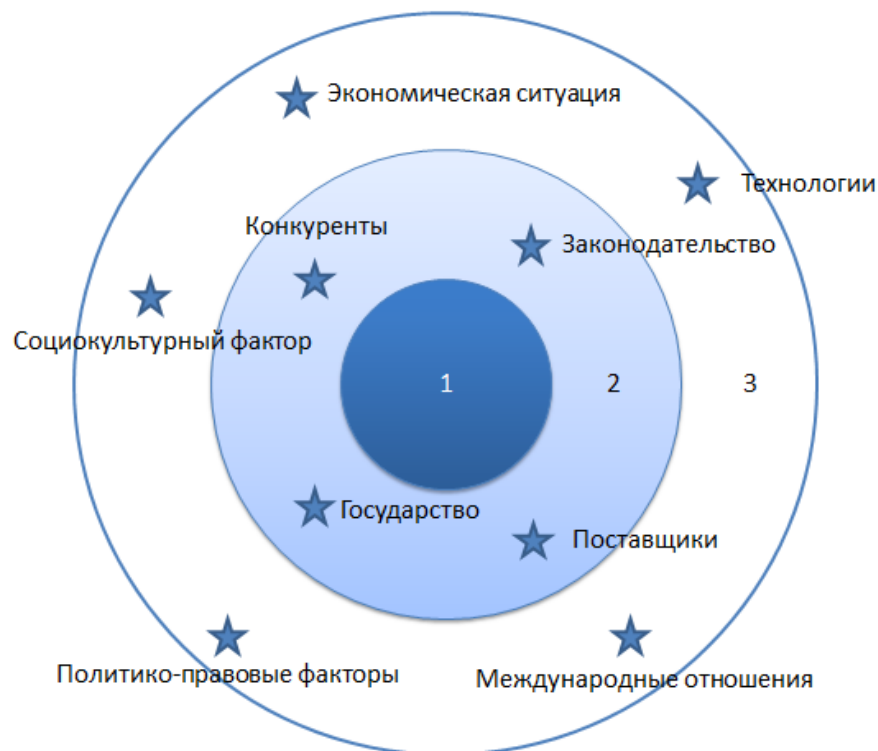 Экономическая ситуация
Технологии
Конкуренты
Законодательство
Социокультурный фактор
1
2
3
Государство
Поставщики
Политико-правовые факторы
Международные отношения